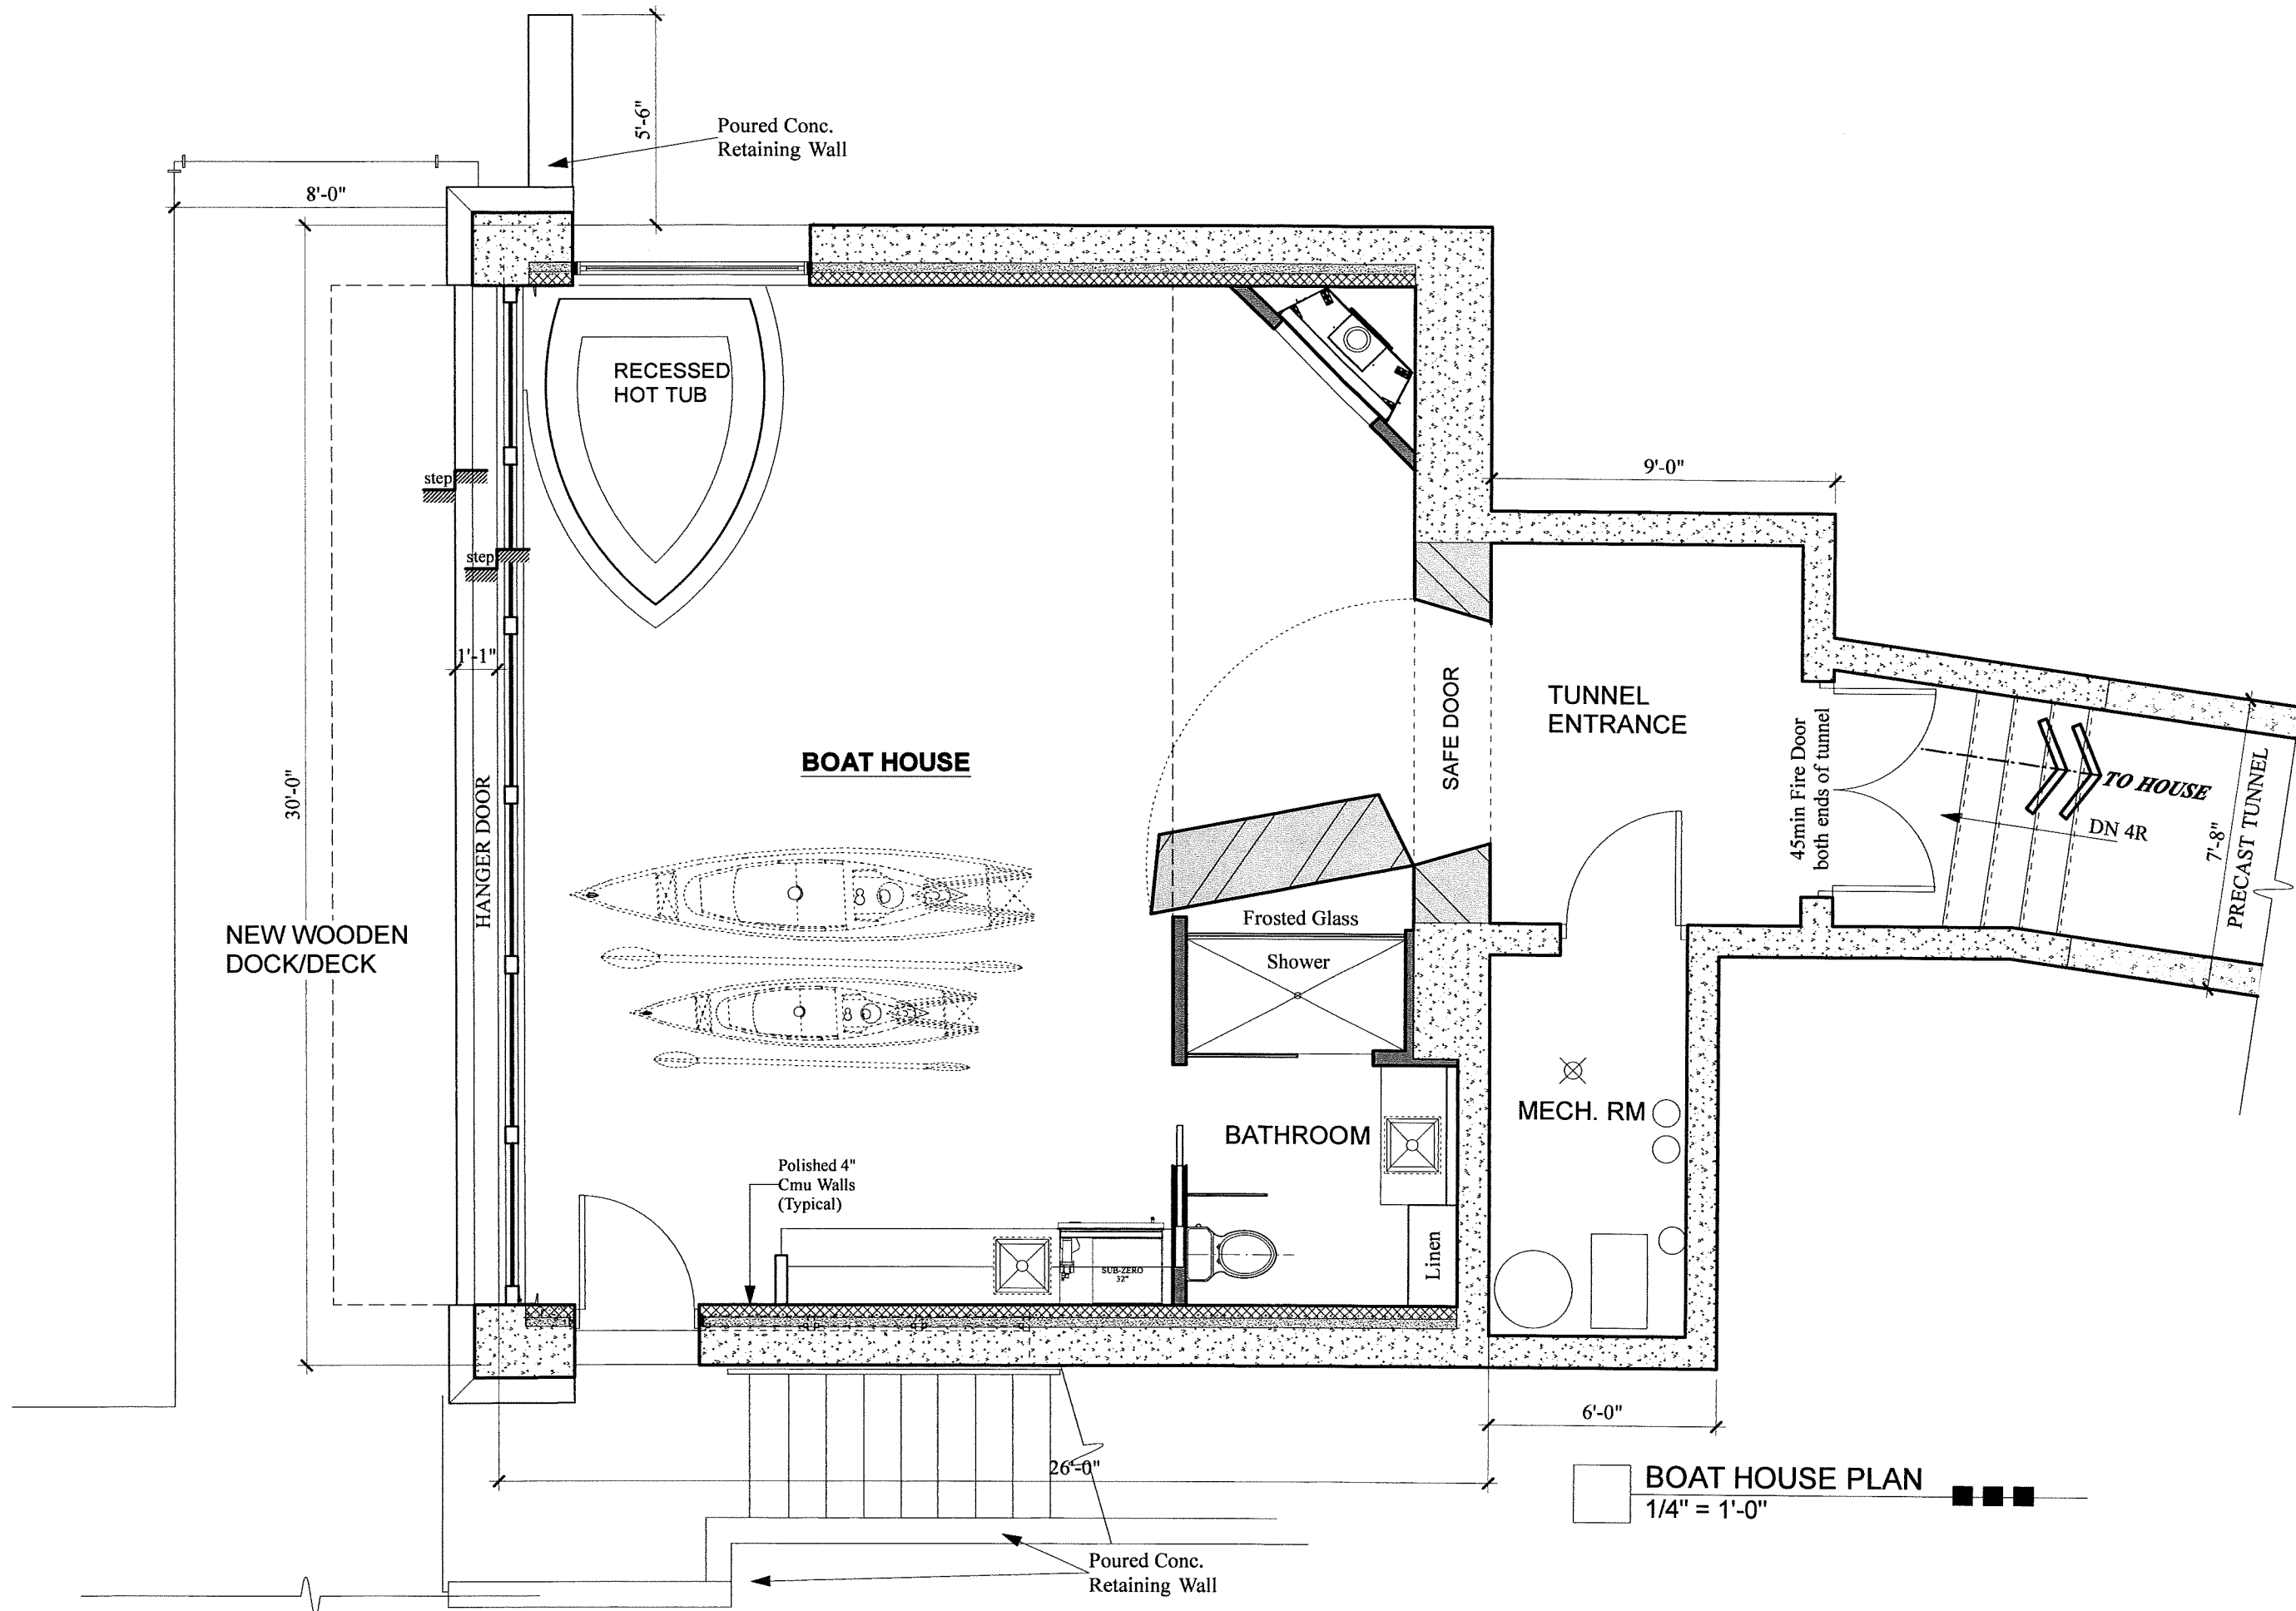 5'-6"
Poured Conc.
Retaining Wall
8'-0"
RECESSED
HOT TUB
9'-0"
step
step
1'-1"
SAFE DOOR
TUNNEL
ENTRANCE
45min Fire Door
both ends of tunnel
TO HOUSE
DN 4R
7'-8"
PRECAST TUNNEL
BOAT HOUSE
30'-0"
HANGER DOOR
NEW WOODEN
DOCK/DECK
Frosted Glass
Shower
MECH. RM
BATHROOM
Polished 4"
Cmu Walls
(Typical)
Linen
SUB-ZERO
32"
6'-0"
26'-0"
BOAT HOUSE PLAN
1/4" = 1'-0"
Poured Conc.
Retaining Wall